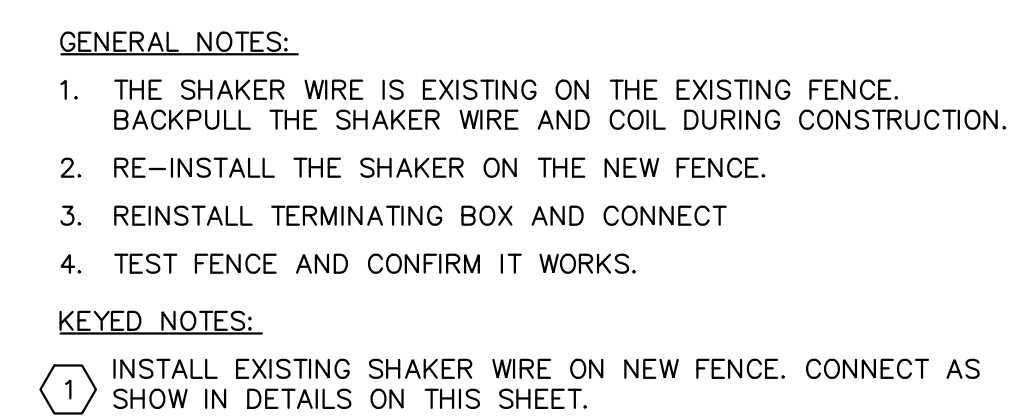 GENERAL NOTES:
1. THE SHAKER WIRE IS EXISTING ON THE EXISTING FENCE.
BACKPULL THE SHAKER WIRE AND COIL DURING CONSTRUCTION.
2. RE-INSTALL THE SHAKER ON THE NEW FENCE.
3. REINSTALL TERMINATING BOX AND CONNECT
4. TEST FENCE AND CONFIRM IT WORKS.
KEYED NOTES:
1 INSTALL EXISTING SHAKER WIRE ON NEW FENCE. CONNECT AS
SHOW IN DETAILS ON THIS SHEET.